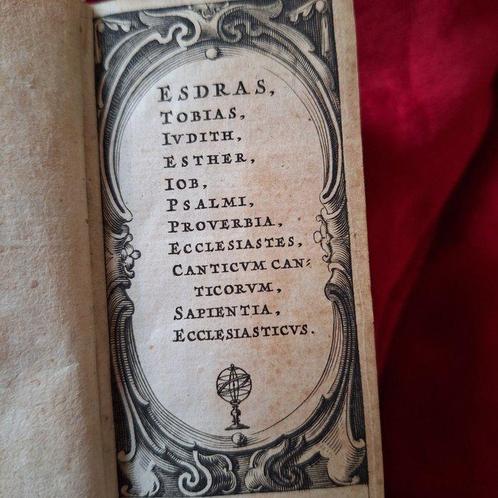 ESDRAS,
TOBIAS,
IVDITH,
ESTHER,
IOB,
PSALMI,
PROVERBIA,
ECCLESIASTES,
CANTICVM CAN⸗
TICORVM,
SAPIENTIA,
ECCLESIASTICVS.